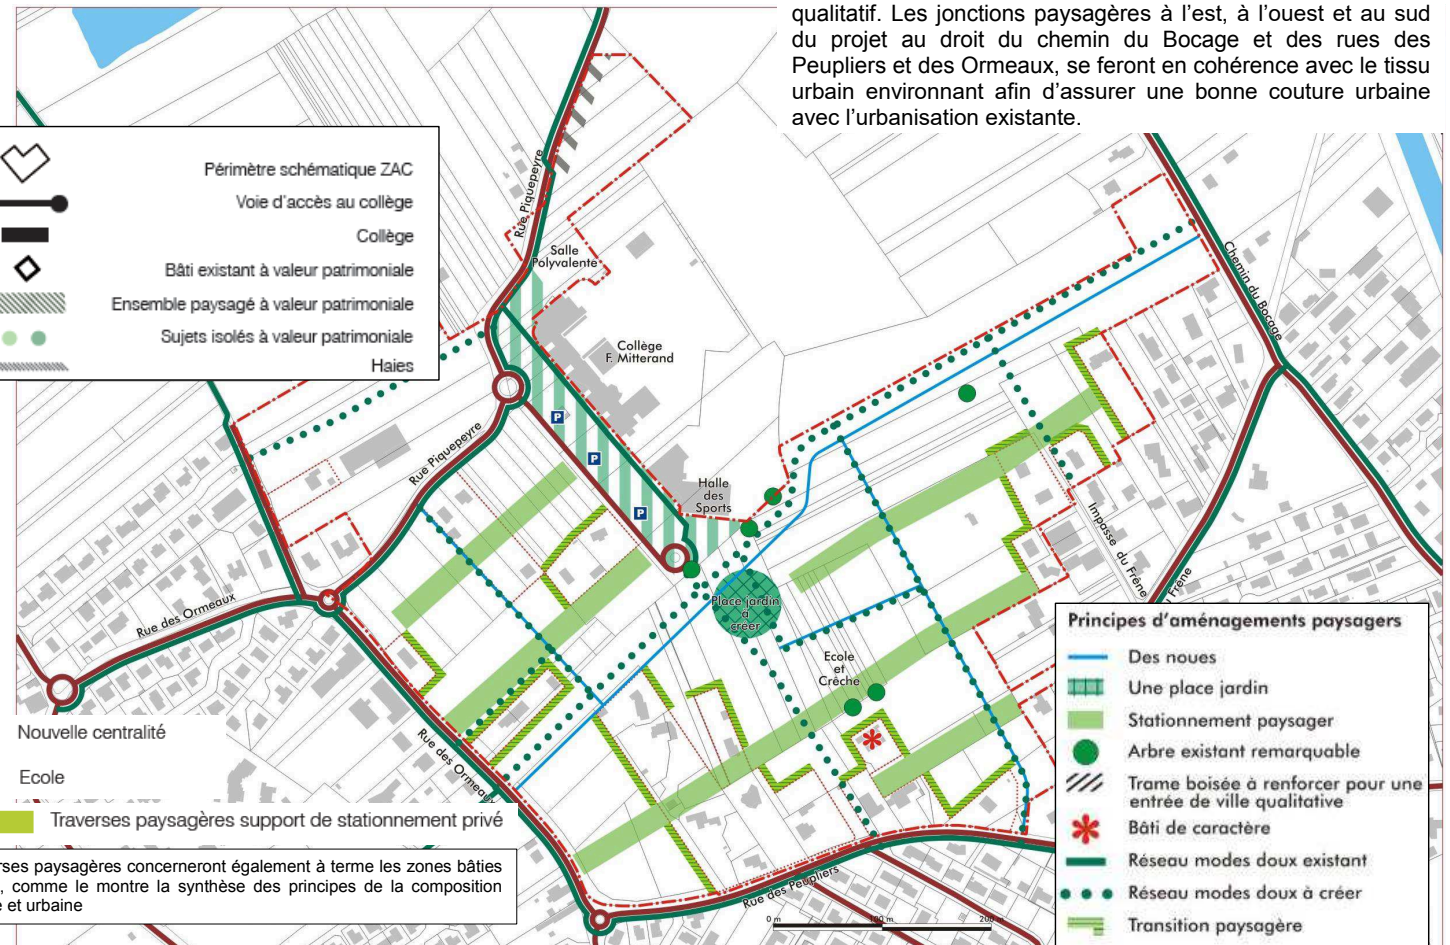 qualitatif. Les jonctions paysagères à l'est, à l'ouest et au sud
du projet au droit du chemin du Bocage et des rues des
Peupliers et des Ormeaux, se feront en cohérence avec le tissu
urbain environnant afin d'assurer une bonne couture urbaine
avec l'urbanisation existante.
Périmètre schématique ZAC
Voie d'accès au collège
Collège
Bâti existant à valeur patrimoniale
Ensemble paysagé à valeur patrimoniale
Sujets isolés à valeur patrimoniale
Haies
Rue Piquepeyre
Salle
Polyvalente
Collège
F. Mitterand
Chemin du Bocage
P
P
P
Rue Piquepeyre
Halle
des
Sports
Impasse du Frêne
u Frêne
Rue des Ormeaux
Place jardin
à
créer
Ecole
et
Crêche
Rue des Ormeaux
Rue des Peupliers
0 m
100 m
200 m
Nouvelle centralité
Ecole
Traverses paysagères support de stationnement privé
rses paysagères concerneront également à terme les zones bâties
, comme le montre la synthèse des principes de la composition
e et urbaine
Principes d'aménagements paysagers
Des noues
Une place jardin
Stationnement paysager
Arbre existant remarquable
Trame boisée à renforcer pour une
entrée de ville qualitative
Bâti de caractère
Réseau modes doux existant
Réseau modes doux à créer
Transition paysagère